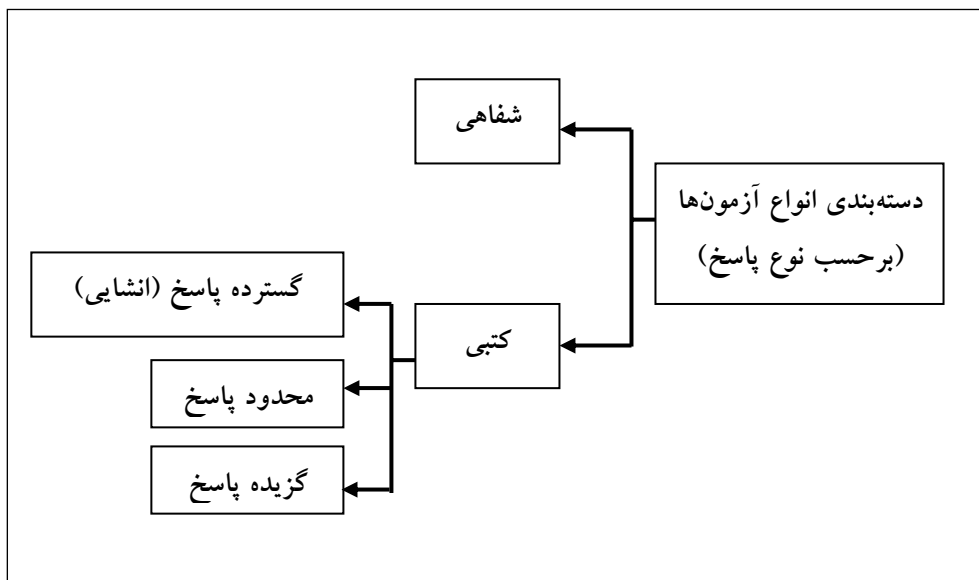 دسته‌بندی انواع آزمون‌ها
(برحسب نوع پاسخ)
شفاهی
کتبی
گسترده پاسخ (انشایی)
محدود پاسخ
گزیده پاسخ